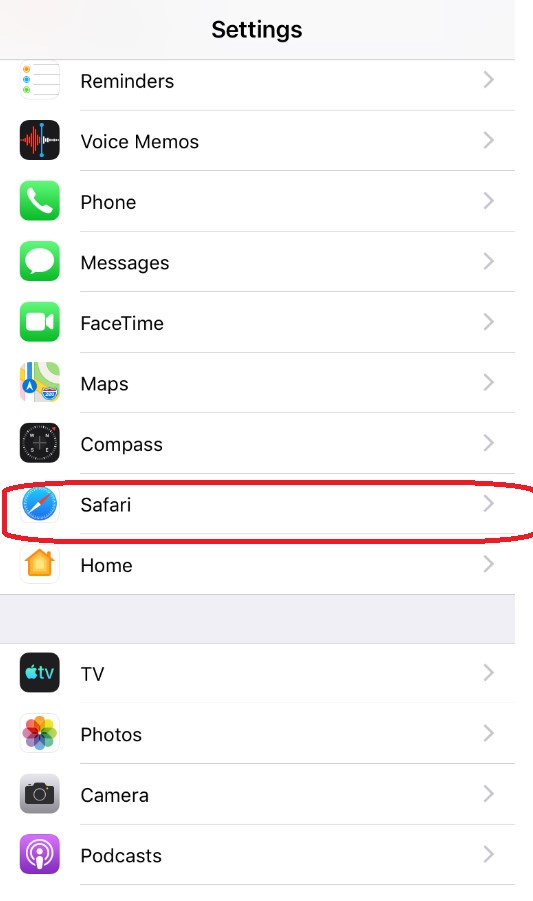 Settings
Reminders
Voice Memos
Phone
Messages
FaceTime
Maps
Compass
Safari
Home
tv TV
Photos
Camera
Podcasts